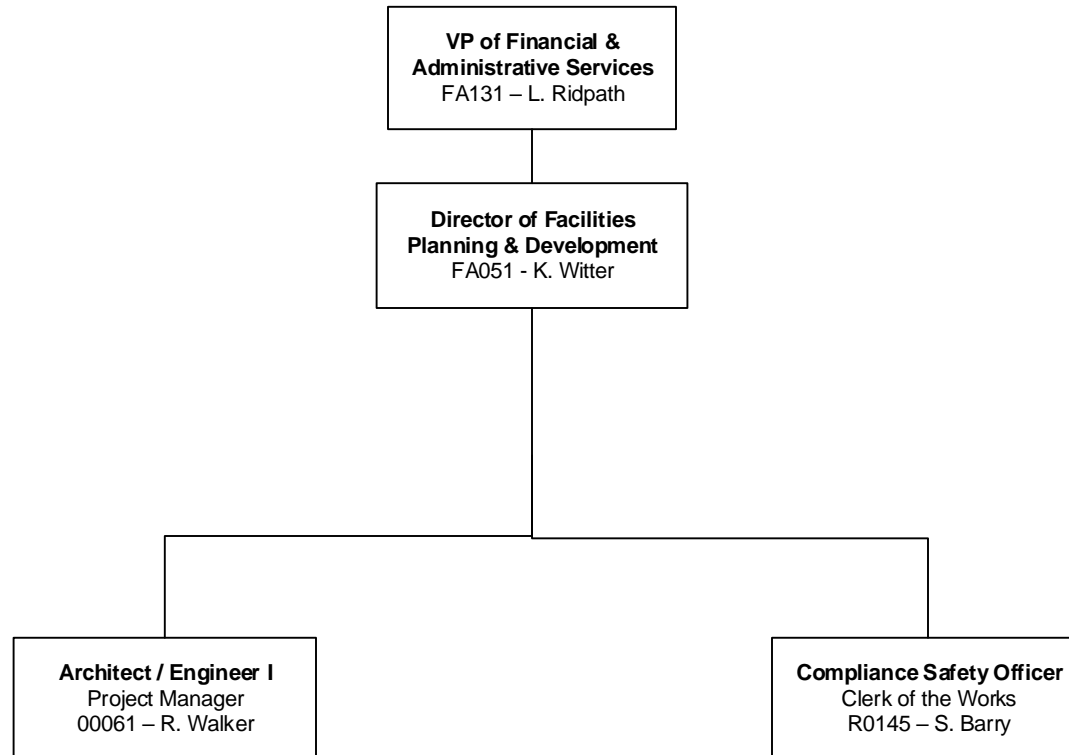 VP of Financial &
Administrative Services
FA131 – L. Ridpath
Director of Facilities
Planning & Development
FA051 - K. Witter
Architect / Engineer I
Project Manager
00061 – R. Walker
Compliance Safety Officer
Clerk of the Works
R0145 – S. Barry